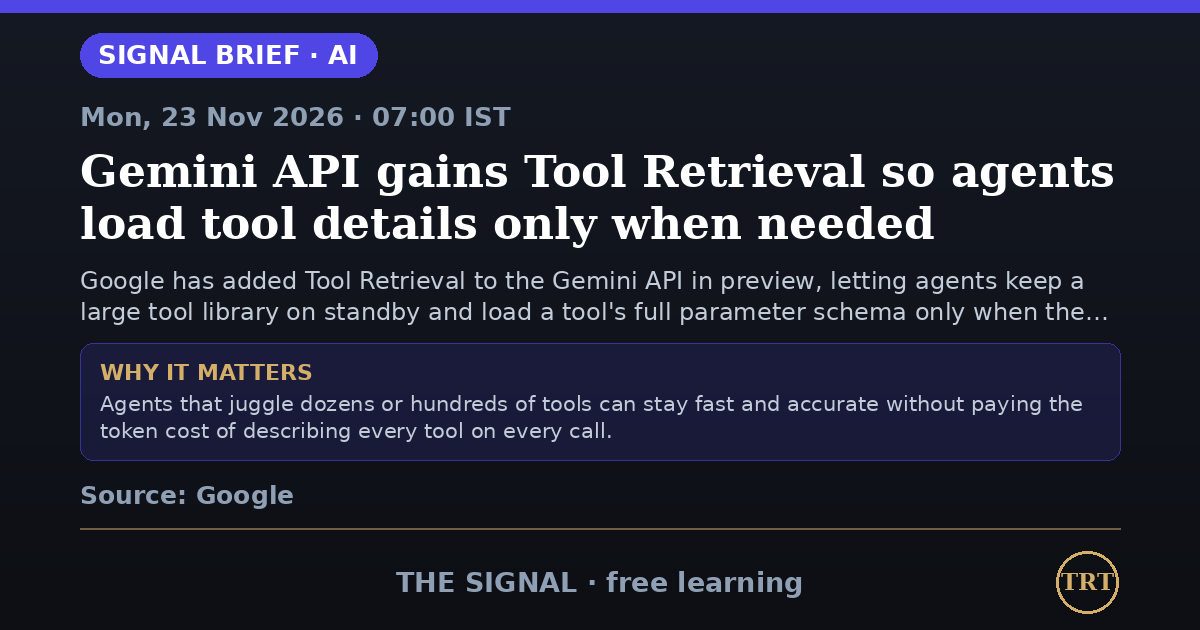 SIGNAL BRIEF · AI
Mon, 23 Nov 2026 · 07:00 IST
Gemini API gains Tool Retrieval so agents
load tool details only when needed
Google has added Tool Retrieval to the Gemini API in preview, letting agents keep a
large tool library on standby and load a tool's full parameter schema only when the…
WHY IT MATTERS
Agents that juggle dozens or hundreds of tools can stay fast and accurate without paying the
token cost of describing every tool on every call.
Source: Google
THE SIGNAL · free learning
TRT